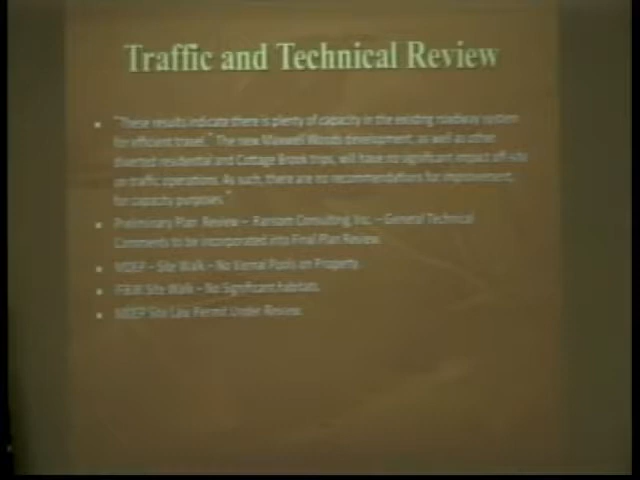 Traffic and Technical Review
"These results indicate there is plenty of capacity in the existing roadway system
for efficient travel." The new Maxwell Woods development, as well as other
diverted residential and Cottage Brook trips, will have no significant impact off-site
on traffic operations. As such, there are no recommendations for improvement,
for capacity purposes."
Preliminary Plan Review – Ransom Consulting, Inc. – General Technical
Comments to be incorporated into Final Plan Review.
MDEP – Site Walk – No Vernal Pools on Property
Site Walk – No Significant habitats.
MDEP Site Law Permit Under Review